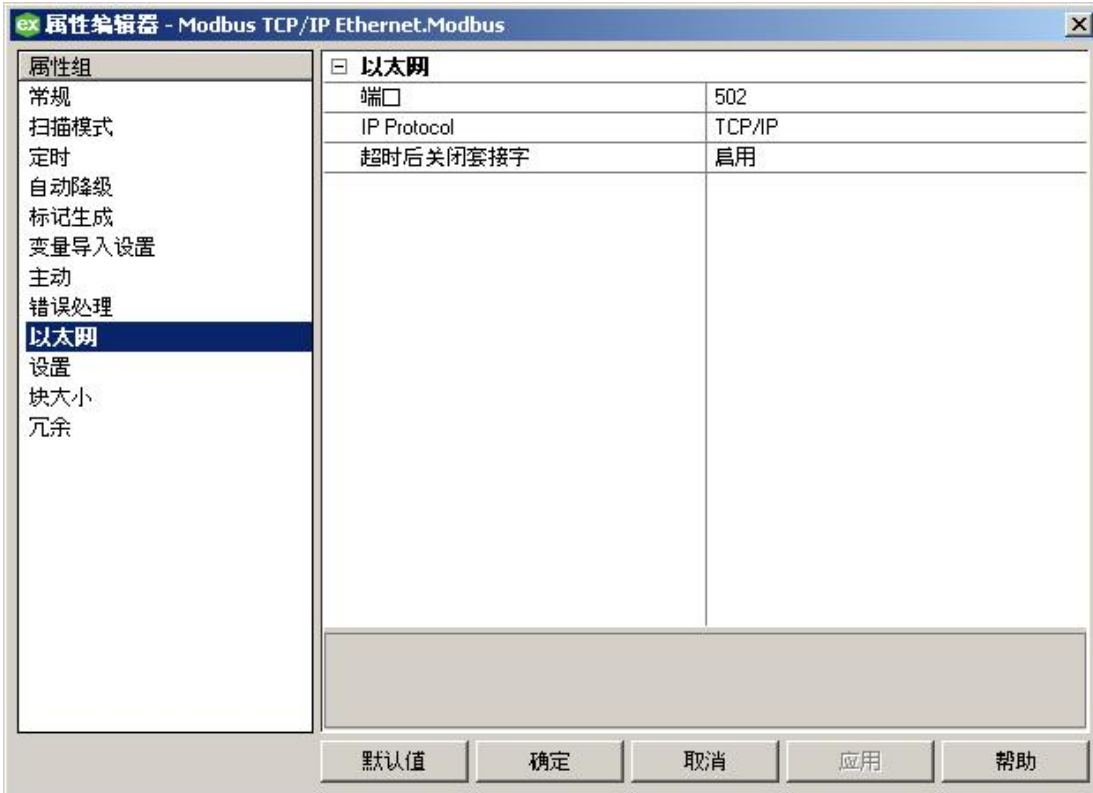 ex 属性编辑器 - Modbus TCP/IP Ethernet.Modbus
属性组
常规
扫描模式
定时
自动降级
标记生成
变量导入设置
主动
错误处理
以太网
设置
块大小
冗余
以太网
端口 502
IP Protocol TCP/IP
超时后关闭套接字 启用
默认值 确定 取消 应用 帮助